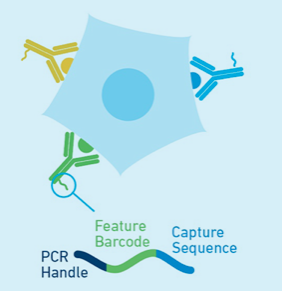 Feature
Barcode
Capture
Sequence
PCR
Handle